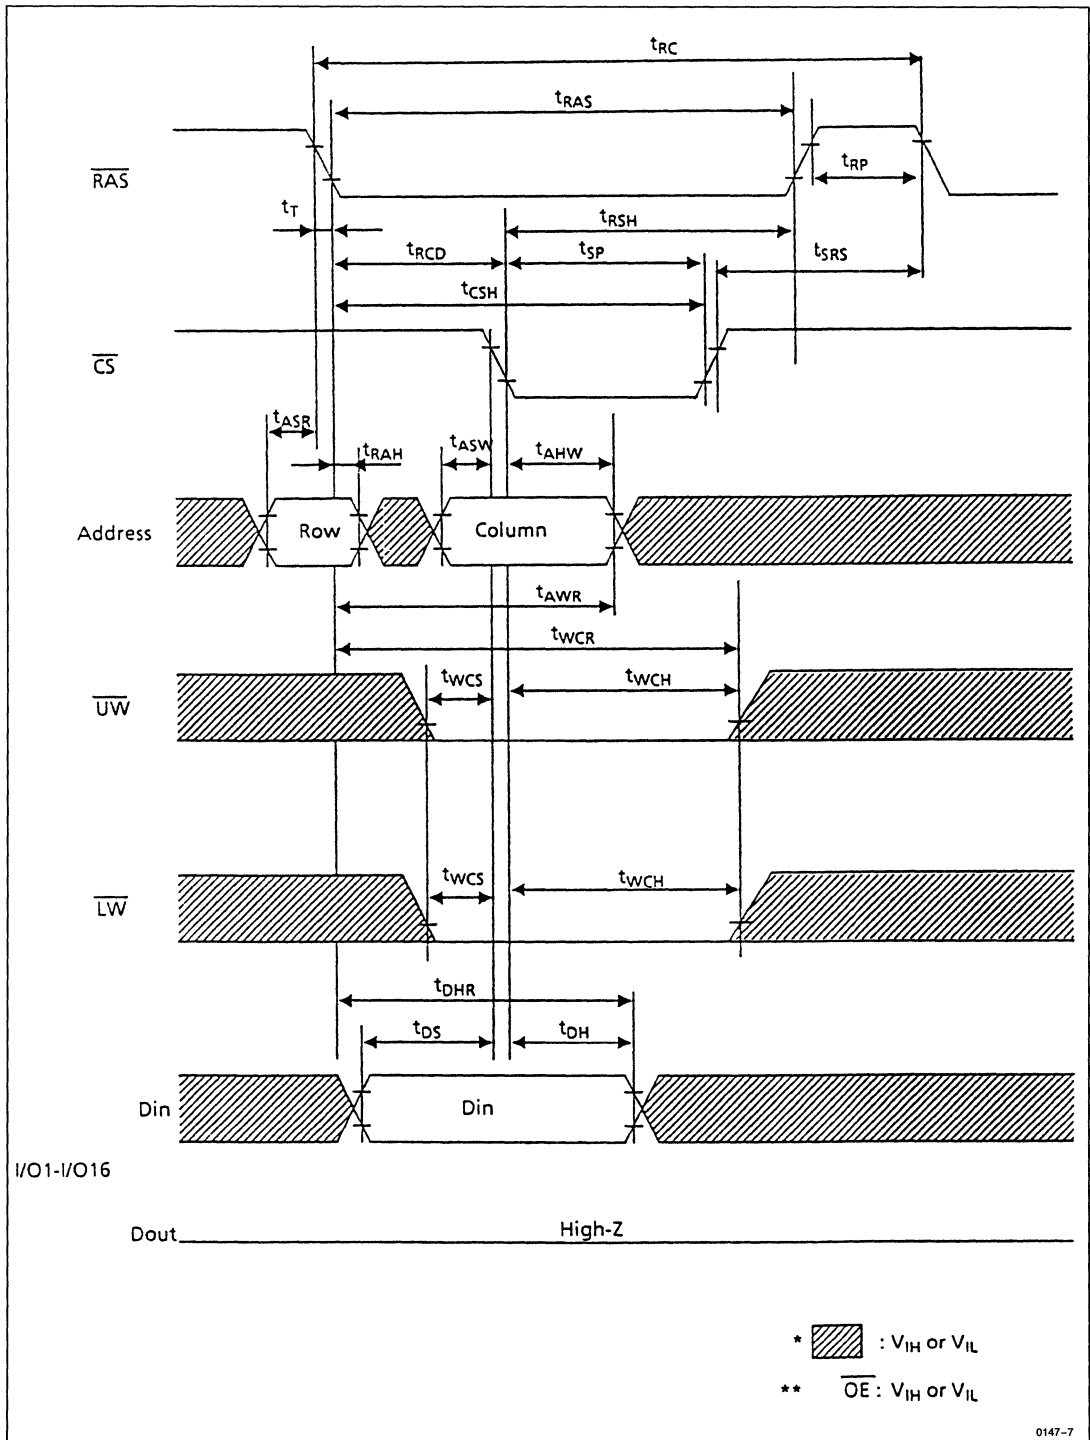 tRC
tRAS
RAS
tRP
tT
tRSH
tRCD
tSP
tSRS
tCSH
CS
tASR
tRAH
tASW
tAHW
Address
Row
Column
tAWR
tWCR
UW
tWCS
tWCH
LW
tWCS
tWCH
tDHR
tDS
tDH
Din
Din
I/O1-I/O16
Dout
High-Z
* : VIH or VIL
** OE : VIH or VIL
0147-7